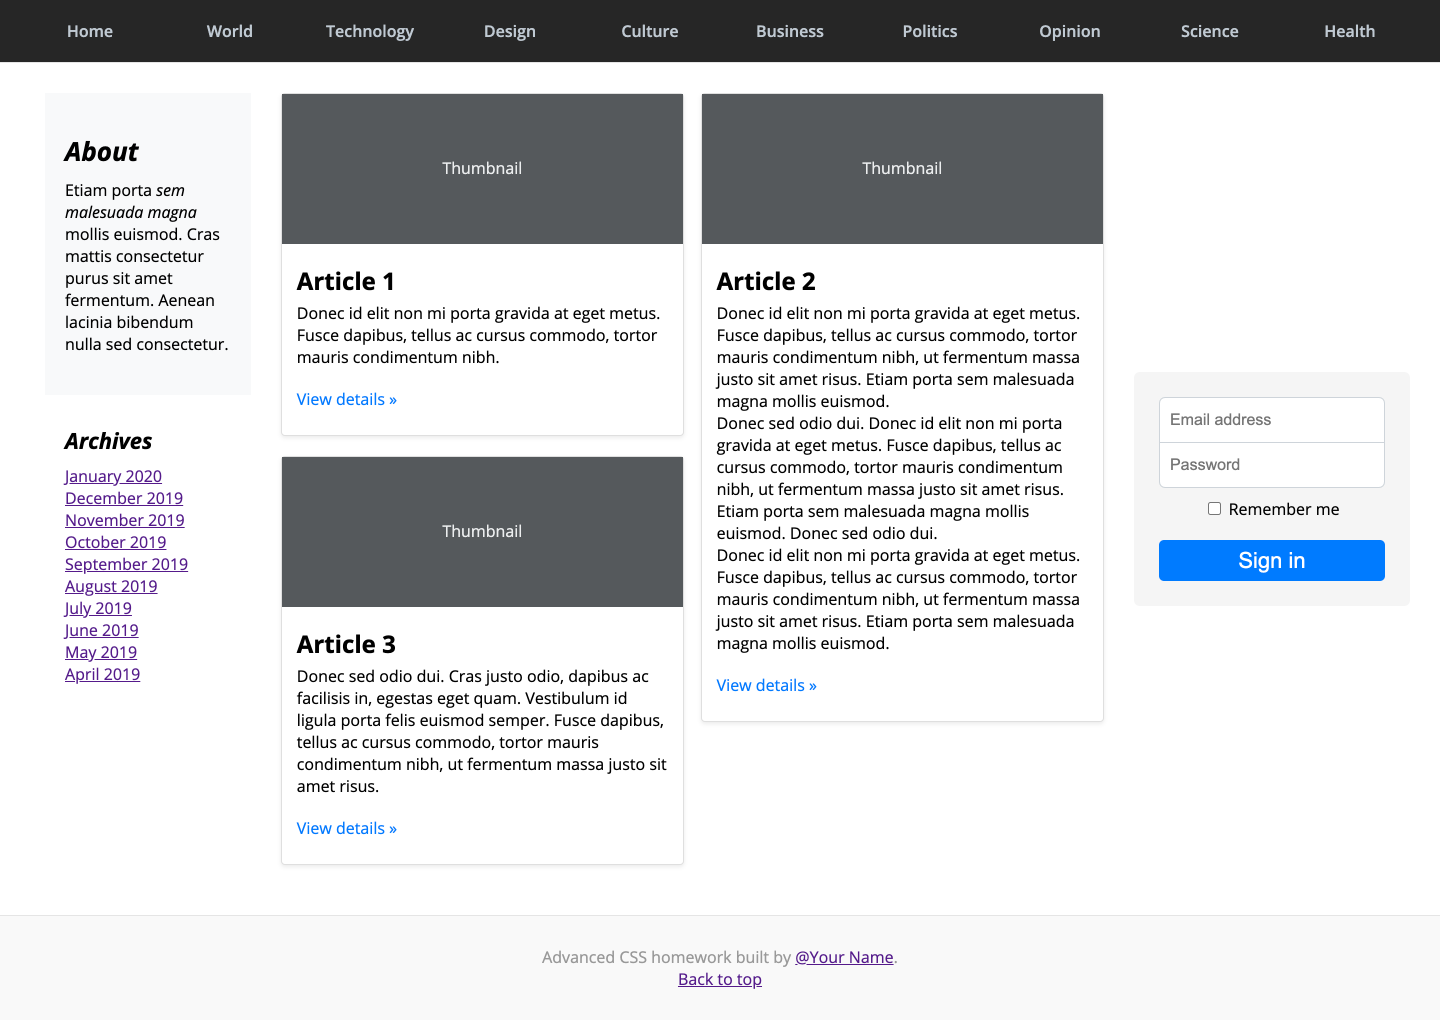 Home World Technology Design Culture Business Politics Opinion Science Health
About
Etiam porta sem
malesuada magna
mollis euismod. Cras
mattis consectetur
purus sit amet
fermentum. Aenean
lacinia bibendum
nulla sed consectetur.
Archives
January 2020
December 2019
November 2019
October 2019
September 2019
August 2019
July 2019
June 2019
May 2019
April 2019
Thumbnail
Article 1
Donec id elit non mi porta gravida at eget metus.
Fusce dapibus, tellus ac cursus commodo, tortor
mauris condimentum nibh.
View details »
Thumbnail
Article 3
Donec sed odio dui. Cras justo odio, dapibus ac
facilisis in, egestas eget quam. Vestibulum id
ligula porta felis euismod semper. Fusce dapibus,
tellus ac cursus commodo, tortor mauris
condimentum nibh, ut fermentum massa justo sit
amet risus.
View details »
Thumbnail
Article 2
Donec id elit non mi porta gravida at eget metus.
Fusce dapibus, tellus ac cursus commodo, tortor
mauris condimentum nibh, ut fermentum massa
justo sit amet risus. Etiam porta sem malesuada
magna mollis euismod.
Donec sed odio dui. Donec id elit non mi porta
gravida at eget metus. Fusce dapibus, tellus ac
cursus commodo, tortor mauris condimentum
nibh, ut fermentum massa justo sit amet risus.
Etiam porta sem malesuada magna mollis
euismod. Donec sed odio dui.
Donec id elit non mi porta gravida at eget metus.
Fusce dapibus, tellus ac cursus commodo, tortor
mauris condimentum nibh, ut fermentum massa
justo sit amet risus. Etiam porta sem malesuada
magna mollis euismod.
View details »
Email address
Password
Remember me
Sign in
Advanced CSS homework built by @Your Name.
Back to top